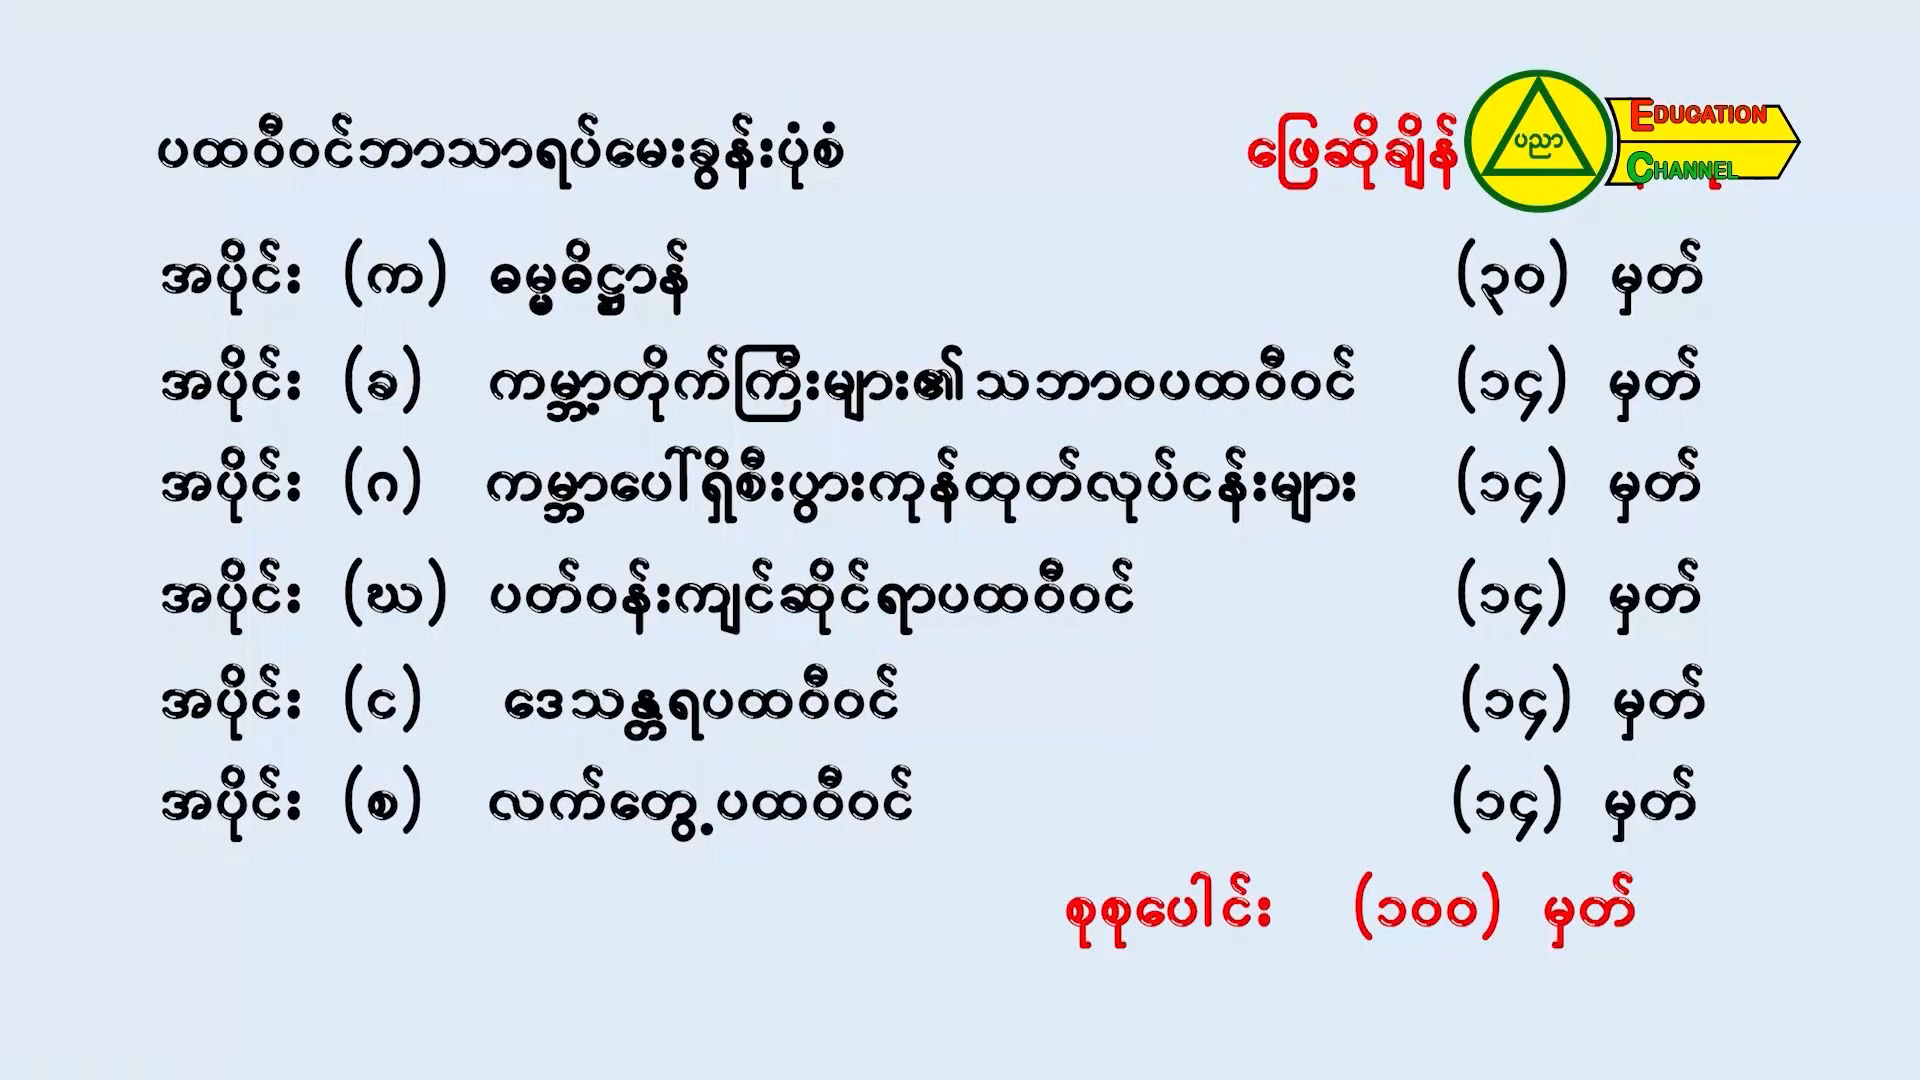 ပထဝီဝင်ဘာသာရပ်မေးခွန်းပုံစံ ဖြေဆိုချိန်
ပညာ EDUCATION
CHANNEL
အပိုင်း (က) ဓမ္မဓိဋ္ဌာန် (၃၀) မှတ်
အပိုင်း (ခ) ကမ္ဘာ့တိုက်ကြီးများ၏ သဘာဝပထဝီဝင် (၁၄) မှတ်
အပိုင်း (ဂ) ကမ္ဘာပေါ်ရှိစီးပွားကုန်ထုတ်လုပ်ငန်းများ (၁၄) မှတ်
အပိုင်း (ဃ) ပတ်ဝန်းကျင်ဆိုင်ရာပထဝီဝင် (၁၄) မှတ်
အပိုင်း (င) ဒေသန္တရပထဝီဝင် (၁၄) မှတ်
အပိုင်း (စ) လက်တွေ့ပထဝီဝင် (၁၄) မှတ်
စုစုပေါင်း (၁၀၀) မှတ်